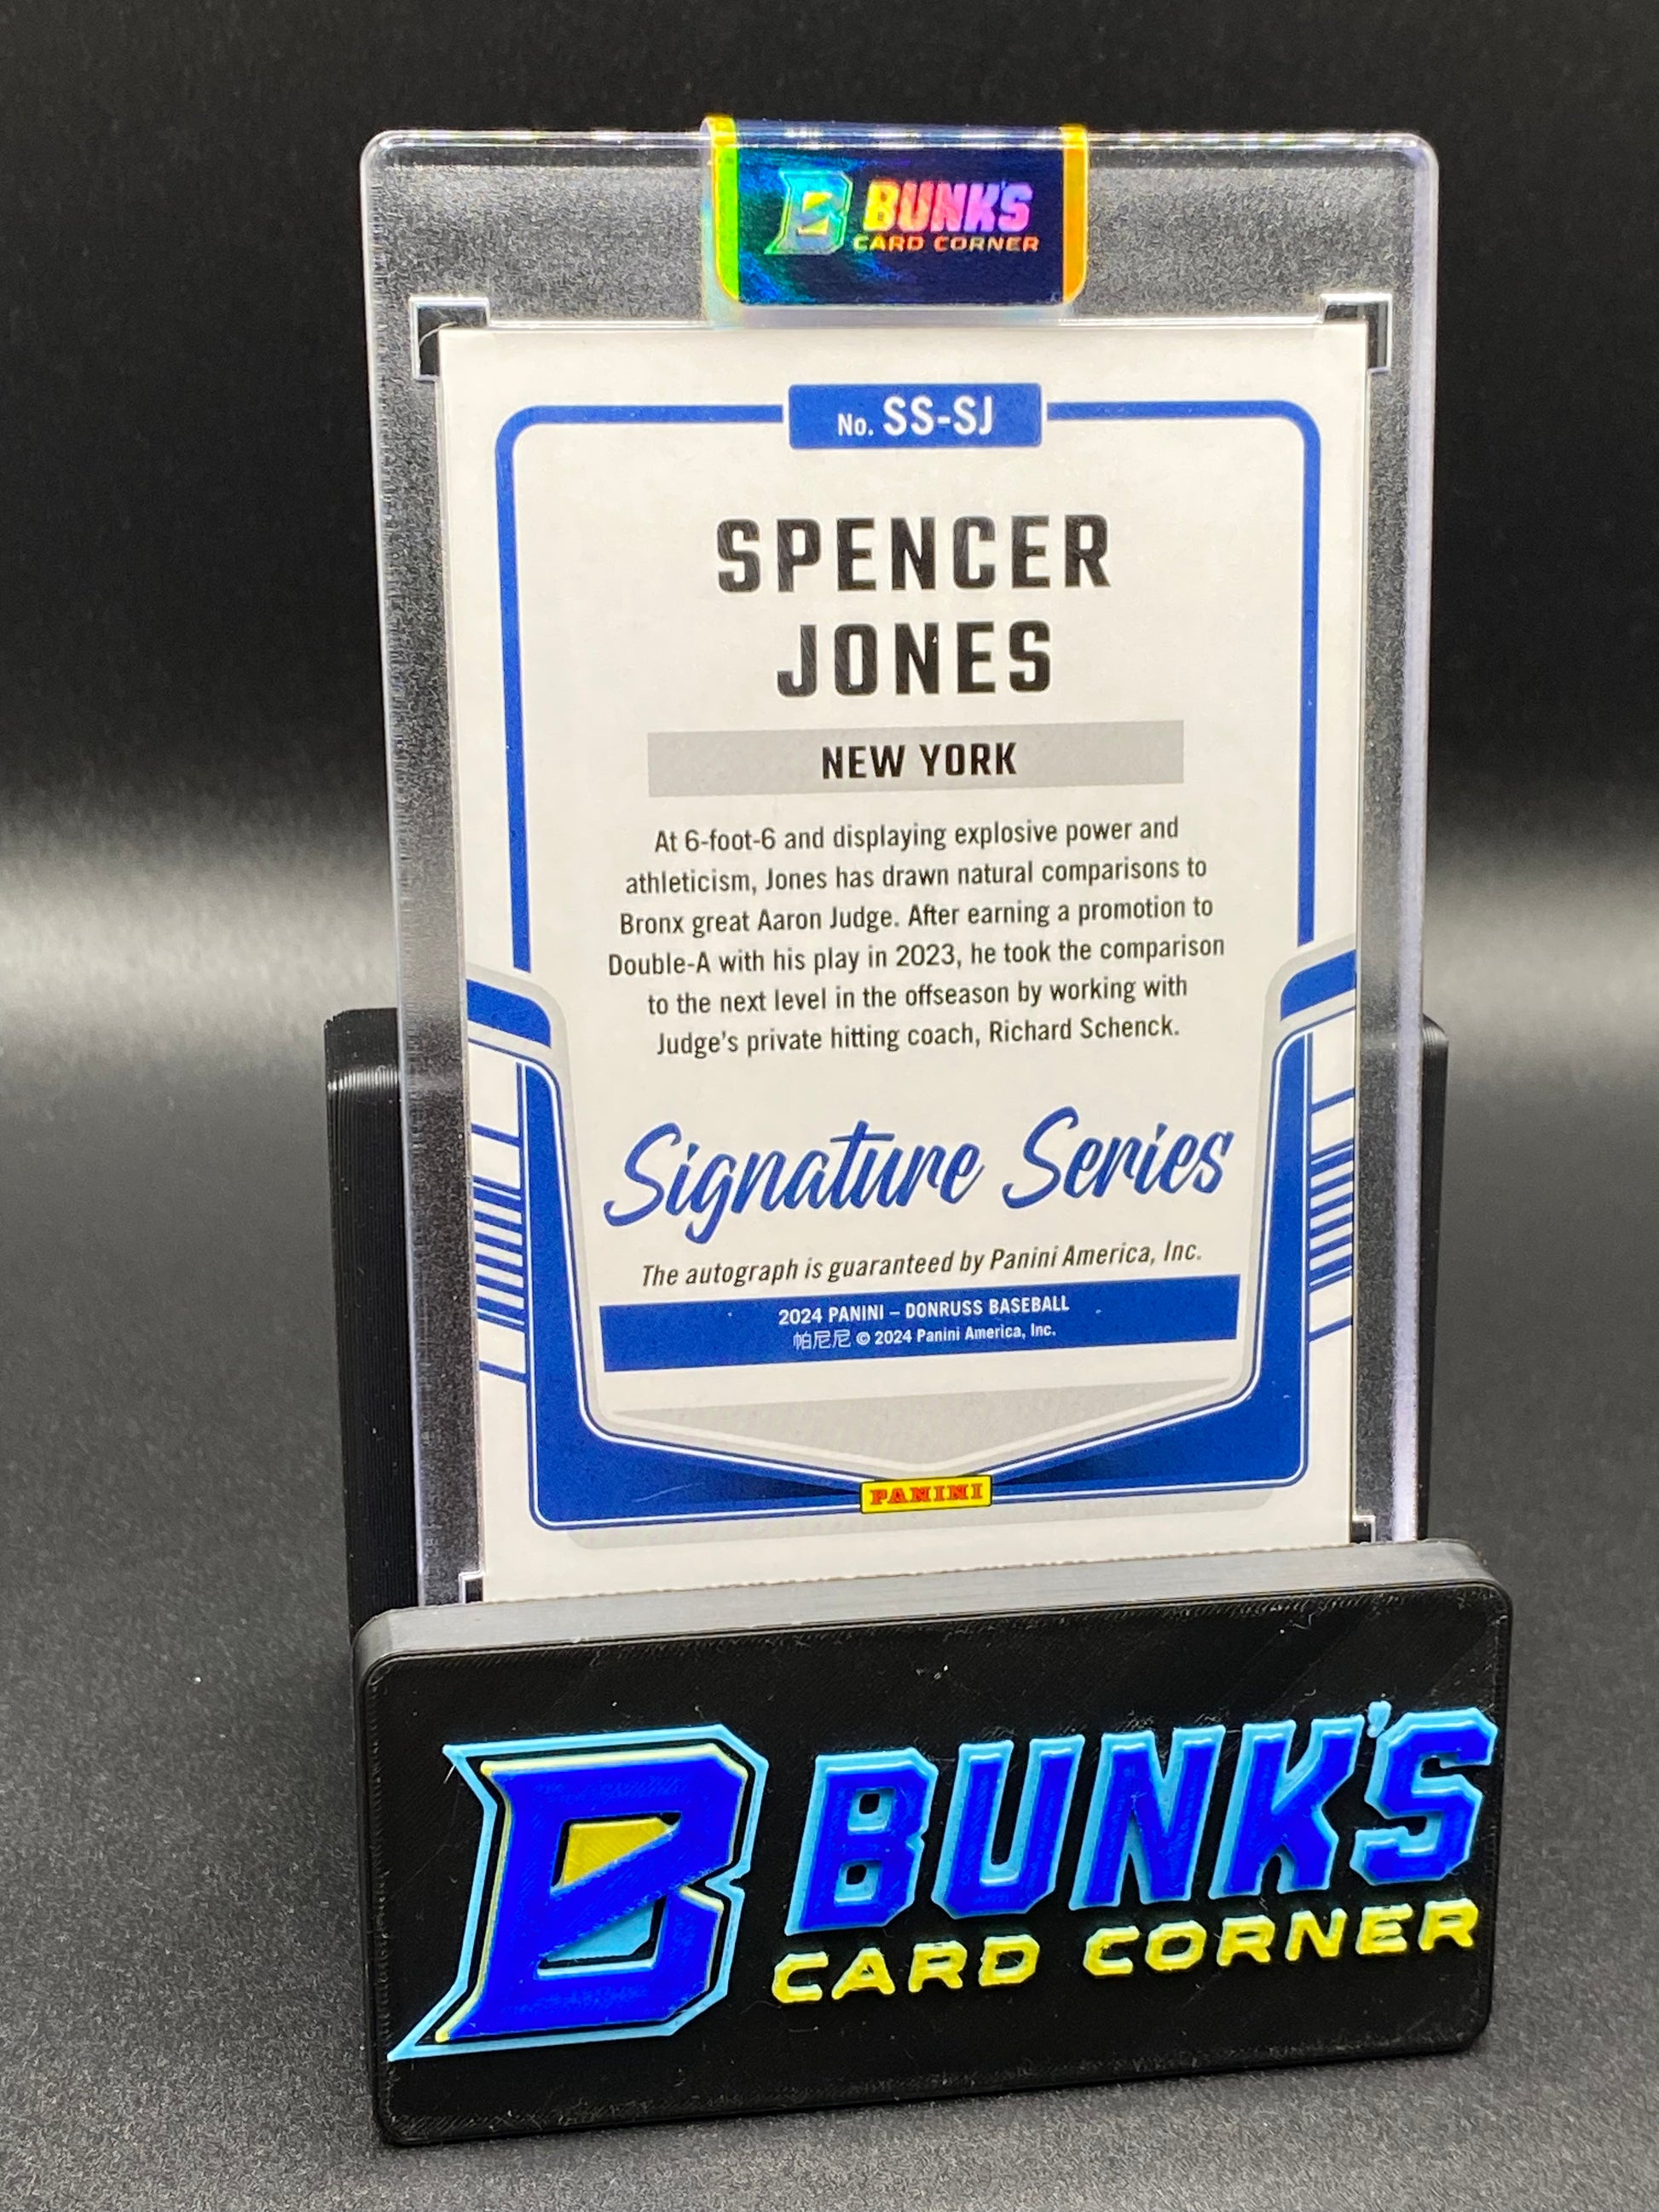 B BUNK'S
CARD CORNER
No. SS-SJ
SPENCER
JONES
NEW YORK
At 6-foot-6 and displaying explosive power and
athleticism, Jones has drawn natural comparisons to
Bronx great Aaron Judge. After earning a promotion to
Double-A with his play in 2023, he took the comparison
to the next level in the offseason by working with
Judge's private hitting coach, Richard Schenck.
Signature Series
The autograph is guaranteed by Panini America, Inc.
2024 PANINI – DONRUSS BASEBALL
帕尼尼 © 2024 Panini America, Inc.
PANINI
B BUNK'S
CARD CORNER